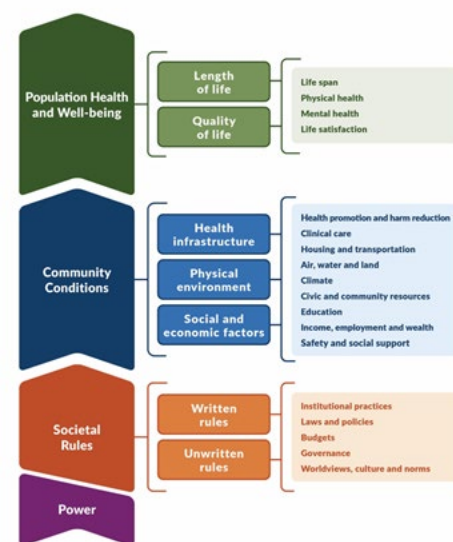 Population Health
and Well-being
Length
of life
Quality
of life
Life span
Physical health
Mental health
Life satisfaction
Community
Conditions
Health
infrastructure
Physical
environment
Social and
economic factors
Health promotion and harm reduction
Clinical care
Housing and transportation
Air, water and land
Climate
Civic and community resources
Education
Income, employment and wealth
Safety and social support
Societal
Rules
Written
rules
Unwritten
rules
Institutional practices
Laws and policies
Budgets
Governance
Worldviews, culture and norms
Power